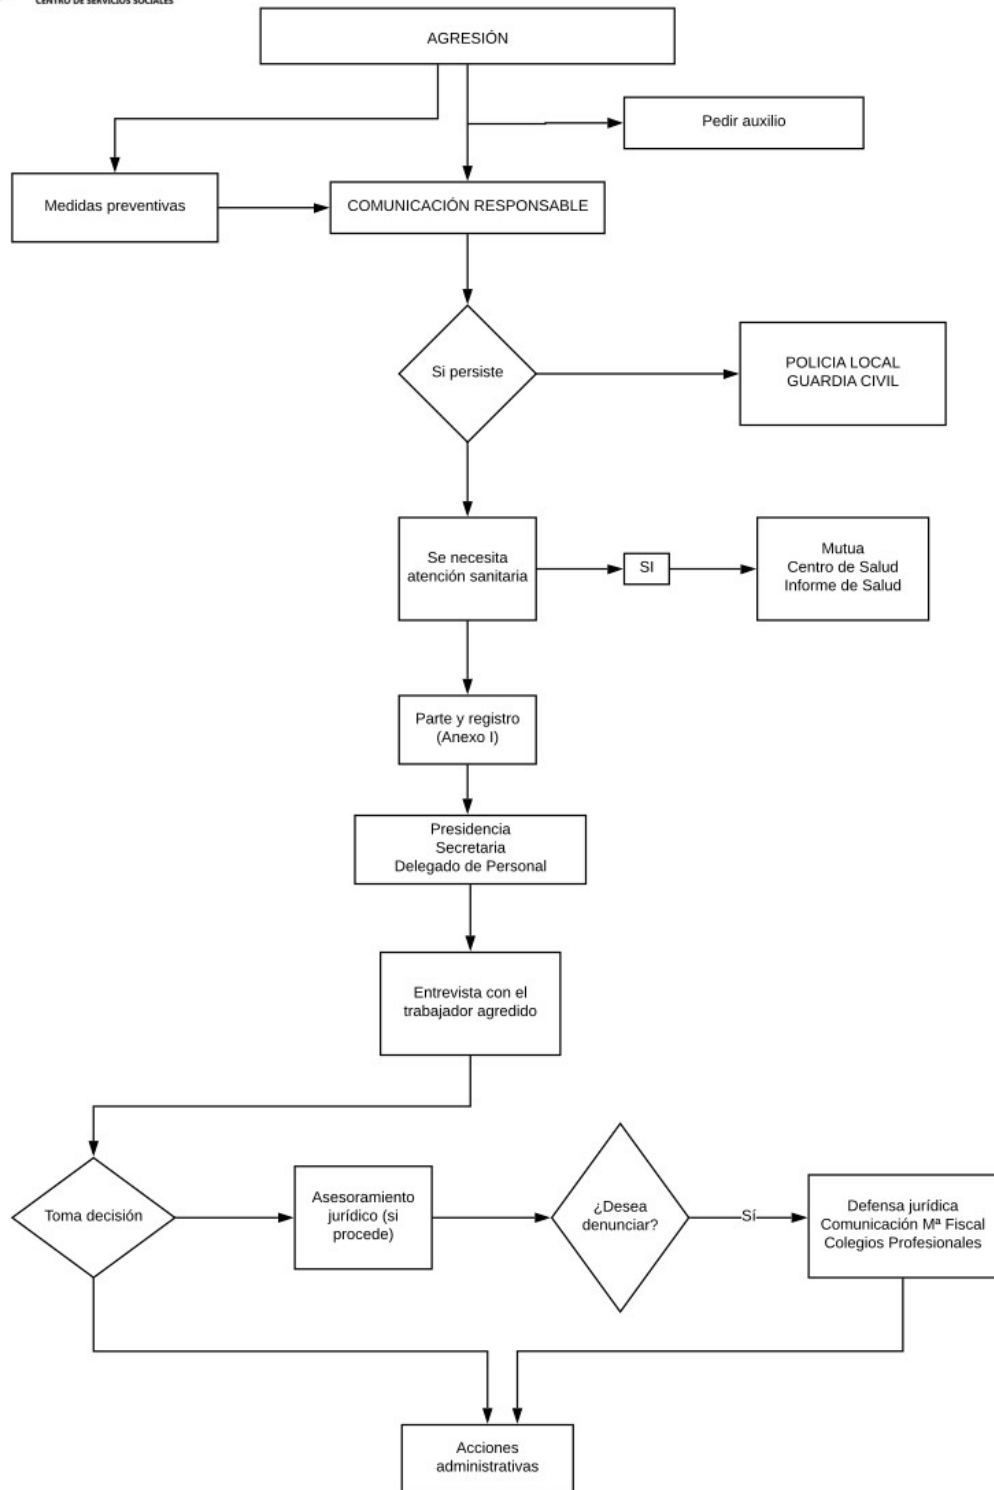 CENTRO DE SERVICIOS SOCIALES
AGRESIÓN
Pedir auxilio
Medidas preventivas
COMUNICACIÓN RESPONSABLE
Si persiste
POLICIA LOCAL
GUARDIA CIVIL
Se necesita
atención sanitaria
SI
Mutua
Centro de Salud
Informe de Salud
Parte y registro
(Anexo I)
Presidencia
Secretaria
Delegado de Personal
Entrevista con el
trabajador agredido
Toma decisión
Asesoramiento
jurídico (si
procede)
¿Desea
denunciar?
Sí
Defensa jurídica
Comunicación Mª Fiscal
Colegios Profesionales
Acciones
administrativas